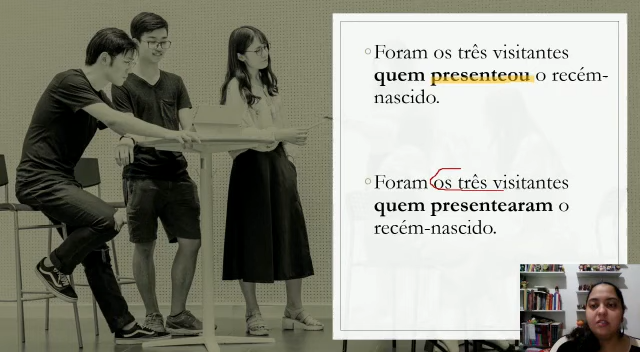 Foram os três visitantes
quem presenteou o recém-
nascido.
Foram os três visitantes
quem presentearam o
recém-nascido.